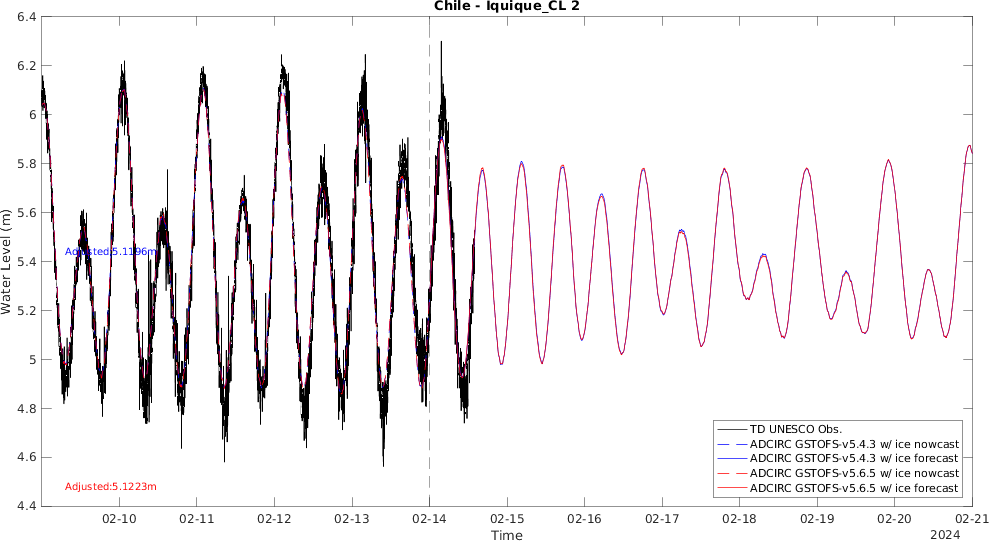 Chile - Iquique_CL 2
6.4
6.2
6
5.8
5.6
5.4
5.2
5
4.8
4.6
4.4
Water Level (m)
Adjusted:5.1196m
Adjusted:5.1223m
TD UNESCO Obs.
ADCIRC GSTOFS-v5.4.3 w/ ice nowcast
ADCIRC GSTOFS-v5.4.3 w/ ice forecast
ADCIRC GSTOFS-v5.6.5 w/ ice nowcast
ADCIRC GSTOFS-v5.6.5 w/ ice forecast
02-10 02-11 02-12 02-13 02-14 02-15 02-16 02-17 02-18 02-19 02-20 02-21
Time
2024